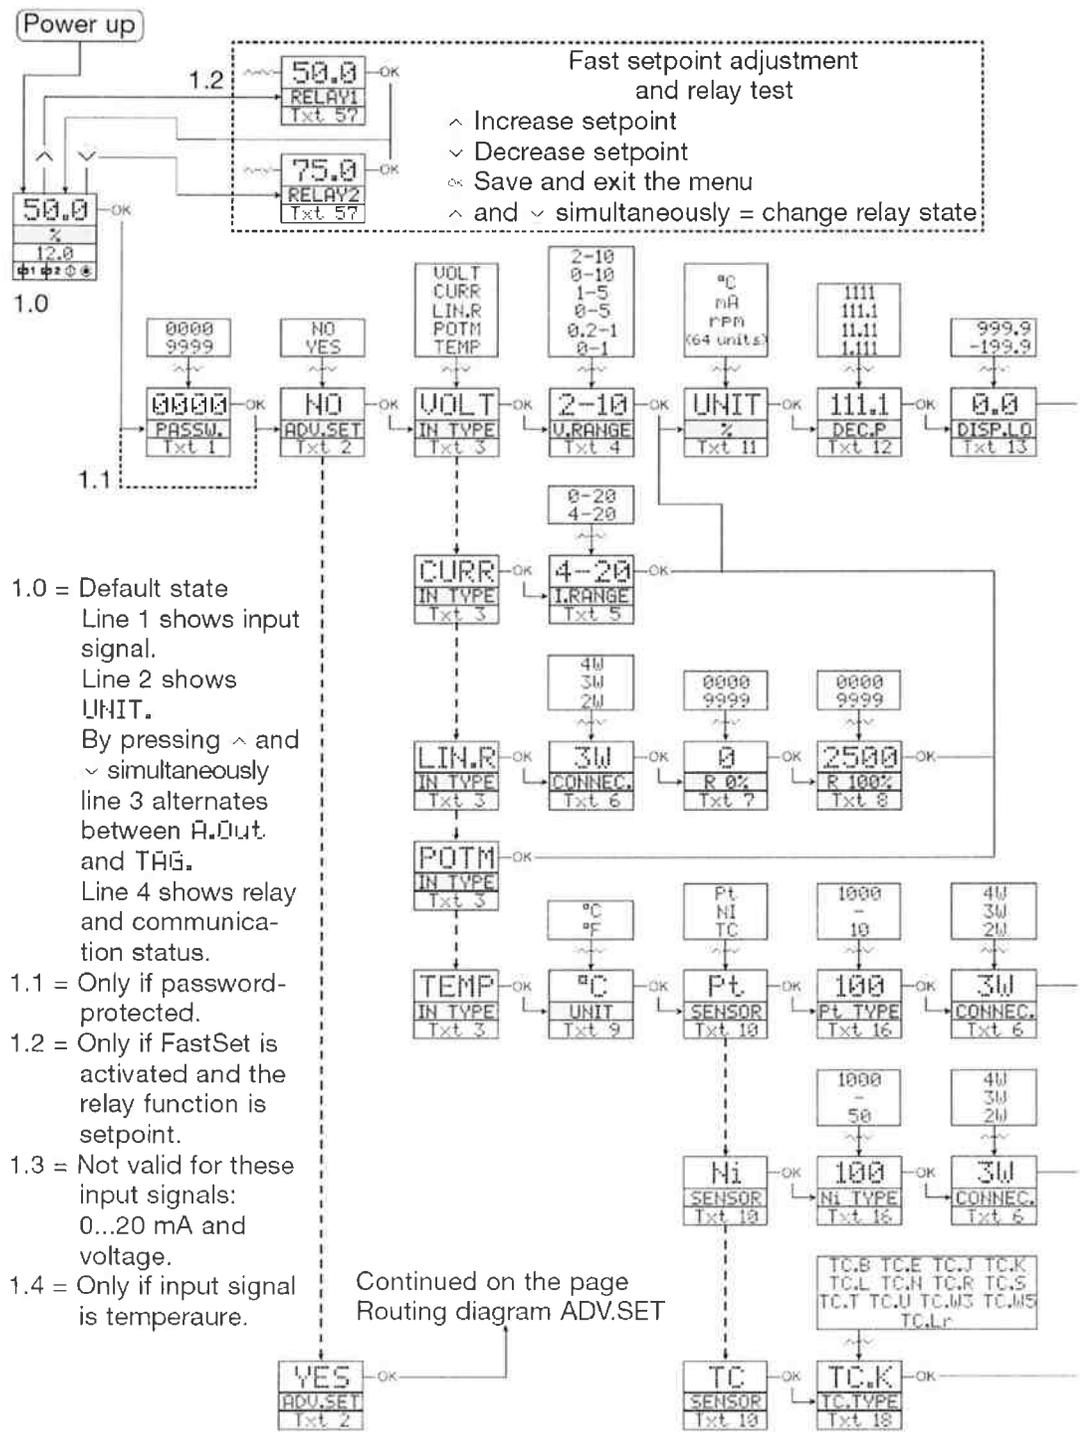 Power up
1.2
50.0 OK
RELAY1
Txt 57
75.0 OK
RELAY2
Txt 57
Fast setpoint adjustment
and relay test
^ Increase setpoint
v Decrease setpoint
OK Save and exit the menu
^ and v simultaneously = change relay state
50.0 OK
%
12.0
1 2
1.0
0000
9999
0000 OK
PASSW.
Txt 1
1.1
NO
YES
NO OK
ADV.SET
Txt 2
VOLT
CURR
LIN.R
POTM
TEMP
VOLT OK
IN TYPE
Txt 3
2-10
0-10
1-5
0-5
0.2-1
0-1
2-10 OK
V.RANGE
Txt 4
°C
mA
rpm
(64 units)
UNIT OK
%
Txt 11
1111
111.1
11.11
1.111
111.1 OK
DEC.P
Txt 12
999.9
-199.9
0.0 OK
DISP.LO
Txt 13
CURR OK
IN TYPE
Txt 3
0-20
4-20
4-20 OK
I.RANGE
Txt 5
LIN.R OK
IN TYPE
Txt 3
4W
3W
2W
3W OK
CONNEC.
Txt 6
0000
9999
0 OK
R 0%
Txt 7
0000
9999
2500 OK
R 100%
Txt 8
POTM OK
IN TYPE
Txt 3
TEMP OK
IN TYPE
Txt 3
°C
°F
°C OK
UNIT
Txt 9
Pt
NI
TC
Pt OK
SENSOR
Txt 10
1000
-
10
100 OK
Pt TYPE
Txt 16
4W
3W
2W
3W OK
CONNEC.
Txt 6
Ni OK
SENSOR
Txt 10
1000
-
50
100 OK
Ni TYPE
Txt 16
4W
3W
2W
3W OK
CONNEC.
Txt 6
TC OK
SENSOR
Txt 10
TC.B TC.E TC.J TC.K
TC.L TC.N TC.R TC.S
TC.T TC.U TC.W3 TC.W5
TC.Lr
TC.K OK
TC.TYPE
Txt 18
1.0 = Default state
Line 1 shows input
signal.
Line 2 shows
UNIT.
By pressing ^ and
v simultaneously
line 3 alternates
between A.Out
and TAG.
Line 4 shows relay
and communica-
tion status.
1.1 = Only if password-
protected.
1.2 = Only if FastSet is
activated and the
relay function is
setpoint.
1.3 = Not valid for these
input signals:
0...20 mA and
voltage.
1.4 = Only if input signal
is temperaure.
YES OK
ADV.SET
Txt 2
Continued on the page
Routing diagram ADV.SET